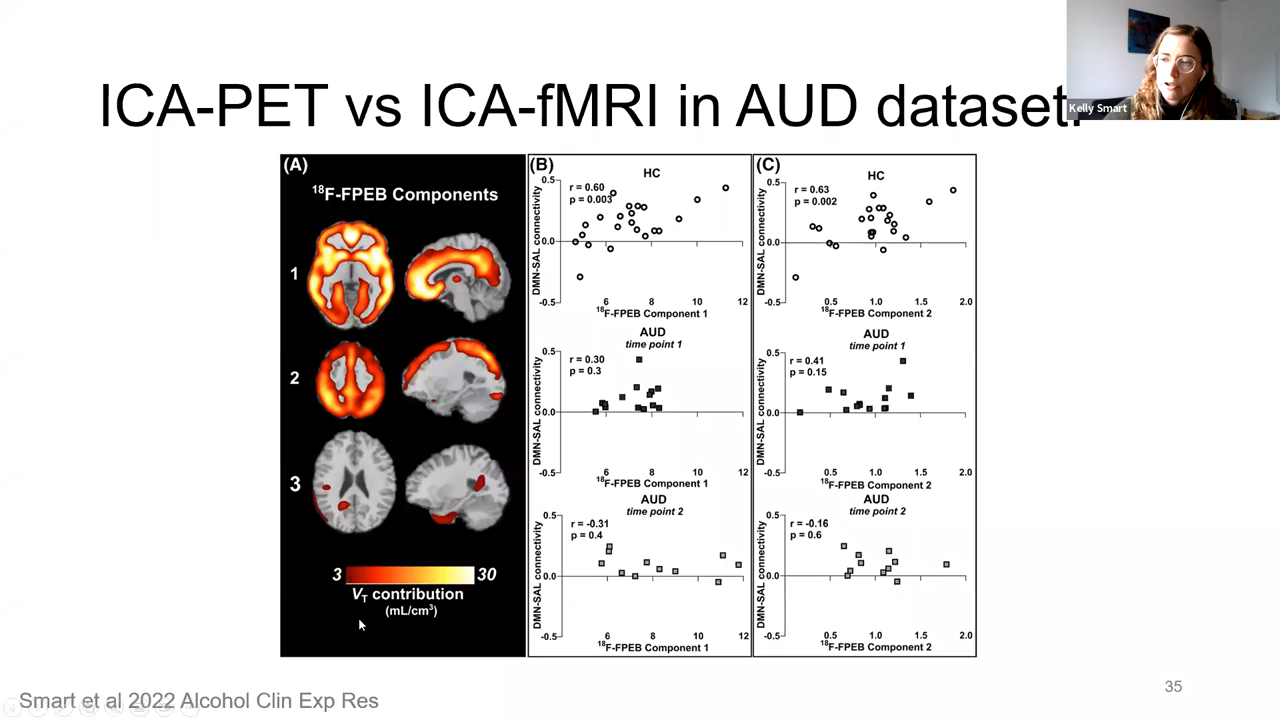 ICA-PET vs ICA-fMRI in AUD dataset
Kelly Smart
(A)
18F-FPEB Components
1
2
3
3 30
VT contribution
(mL/cm3)
(B)
HC
r = 0.60
p = 0.003
DMN-SAL connectivity
0.5
0.0
-0.5
6 8 10 12
18F-FPEB Component 1
AUD
time point 1
r = 0.30
p = 0.3
DMN-SAL connectivity
0.5
0.0
-0.5
6 8 10 12
18F-FPEB Component 1
AUD
time point 2
r = -0.31
p = 0.4
DMN-SAL connectivity
0.5
0.0
-0.5
6 8 10 12
18F-FPEB Component 1
(C)
HC
r = 0.63
p = 0.002
DMN-SAL connectivity
0.5
0.0
-0.5
0.5 1.0 1.5 2.0
18F-FPEB Component 2
AUD
time point 1
r = 0.41
p = 0.15
DMN-SAL connectivity
0.5
0.0
-0.5
0.5 1.0 1.5 2.0
18F-FPEB Component 2
AUD
time point 2
r = -0.16
p = 0.6
DMN-SAL connectivity
0.5
0.0
-0.5
0.5 1.0 1.5 2.0
18F-FPEB Component 2
35
Smart et al 2022 Alcohol Clin Exp Res